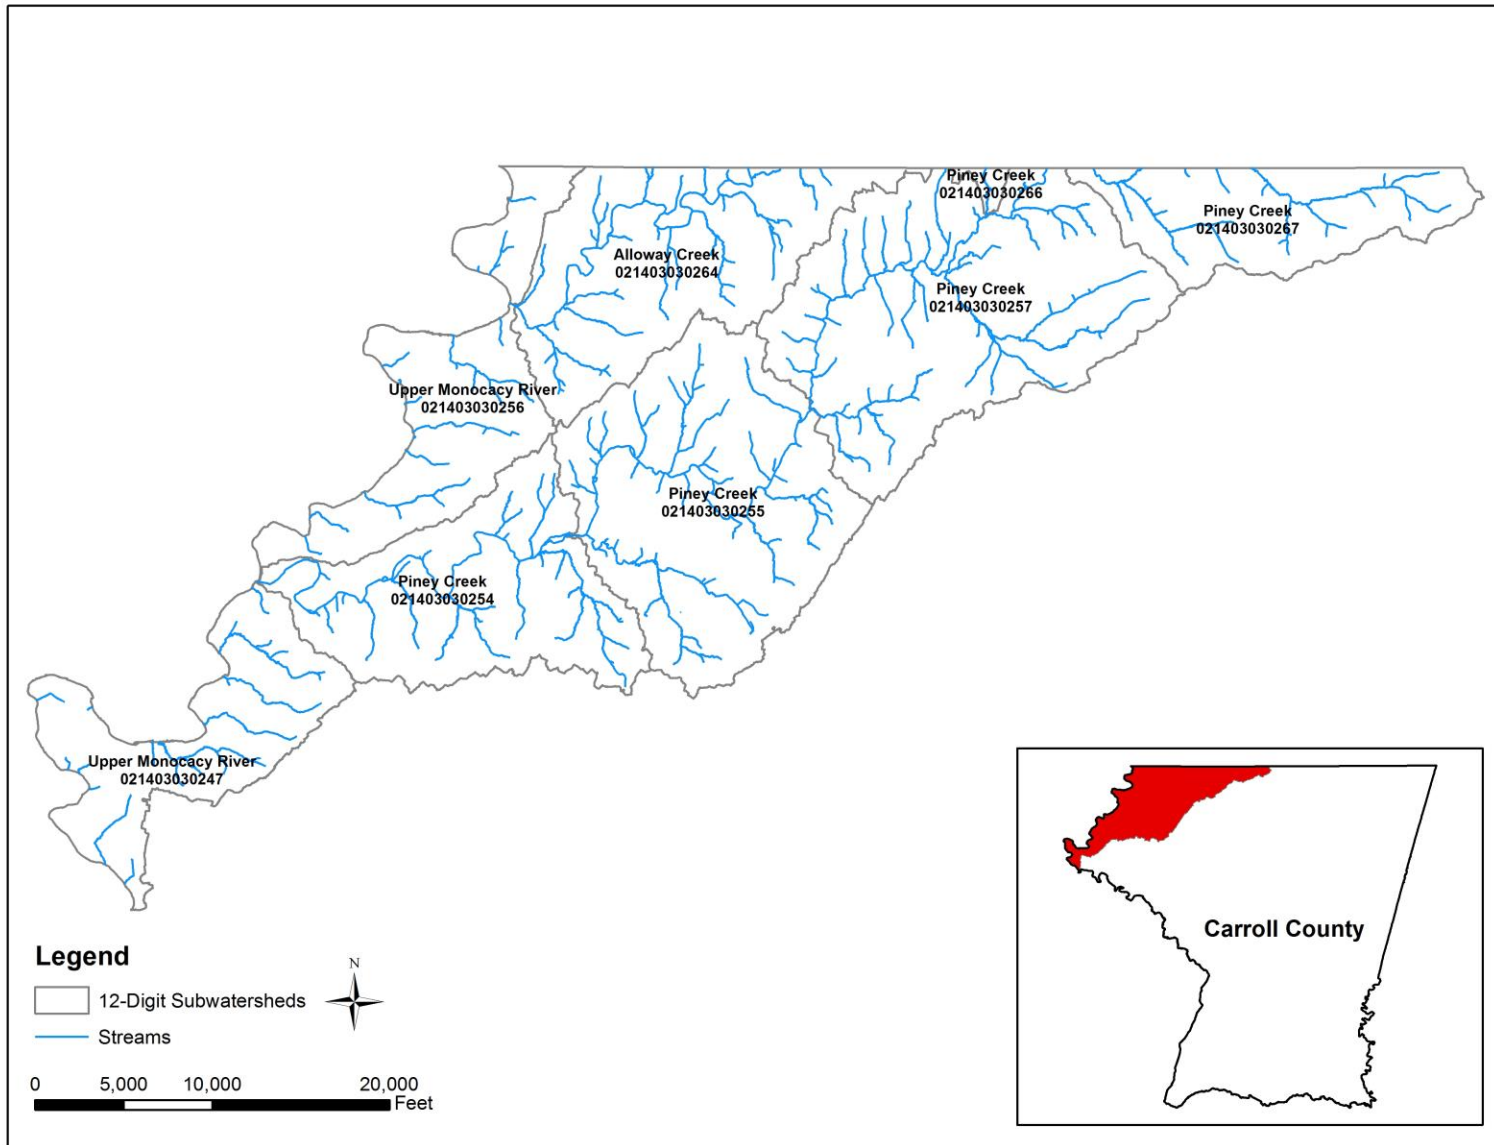 Piney Creek
021403030266
Piney Creek
021403030267
Alloway Creek
021403030264
Piney Creek
021403030257
Upper Monocacy River
021403030256
Piney Creek
021403030255
Piney Creek
021403030254
Upper Monocacy River
021403030247
Carroll County
Legend
N
12-Digit Subwatersheds
Streams
0 5,000 10,000 20,000
Feet